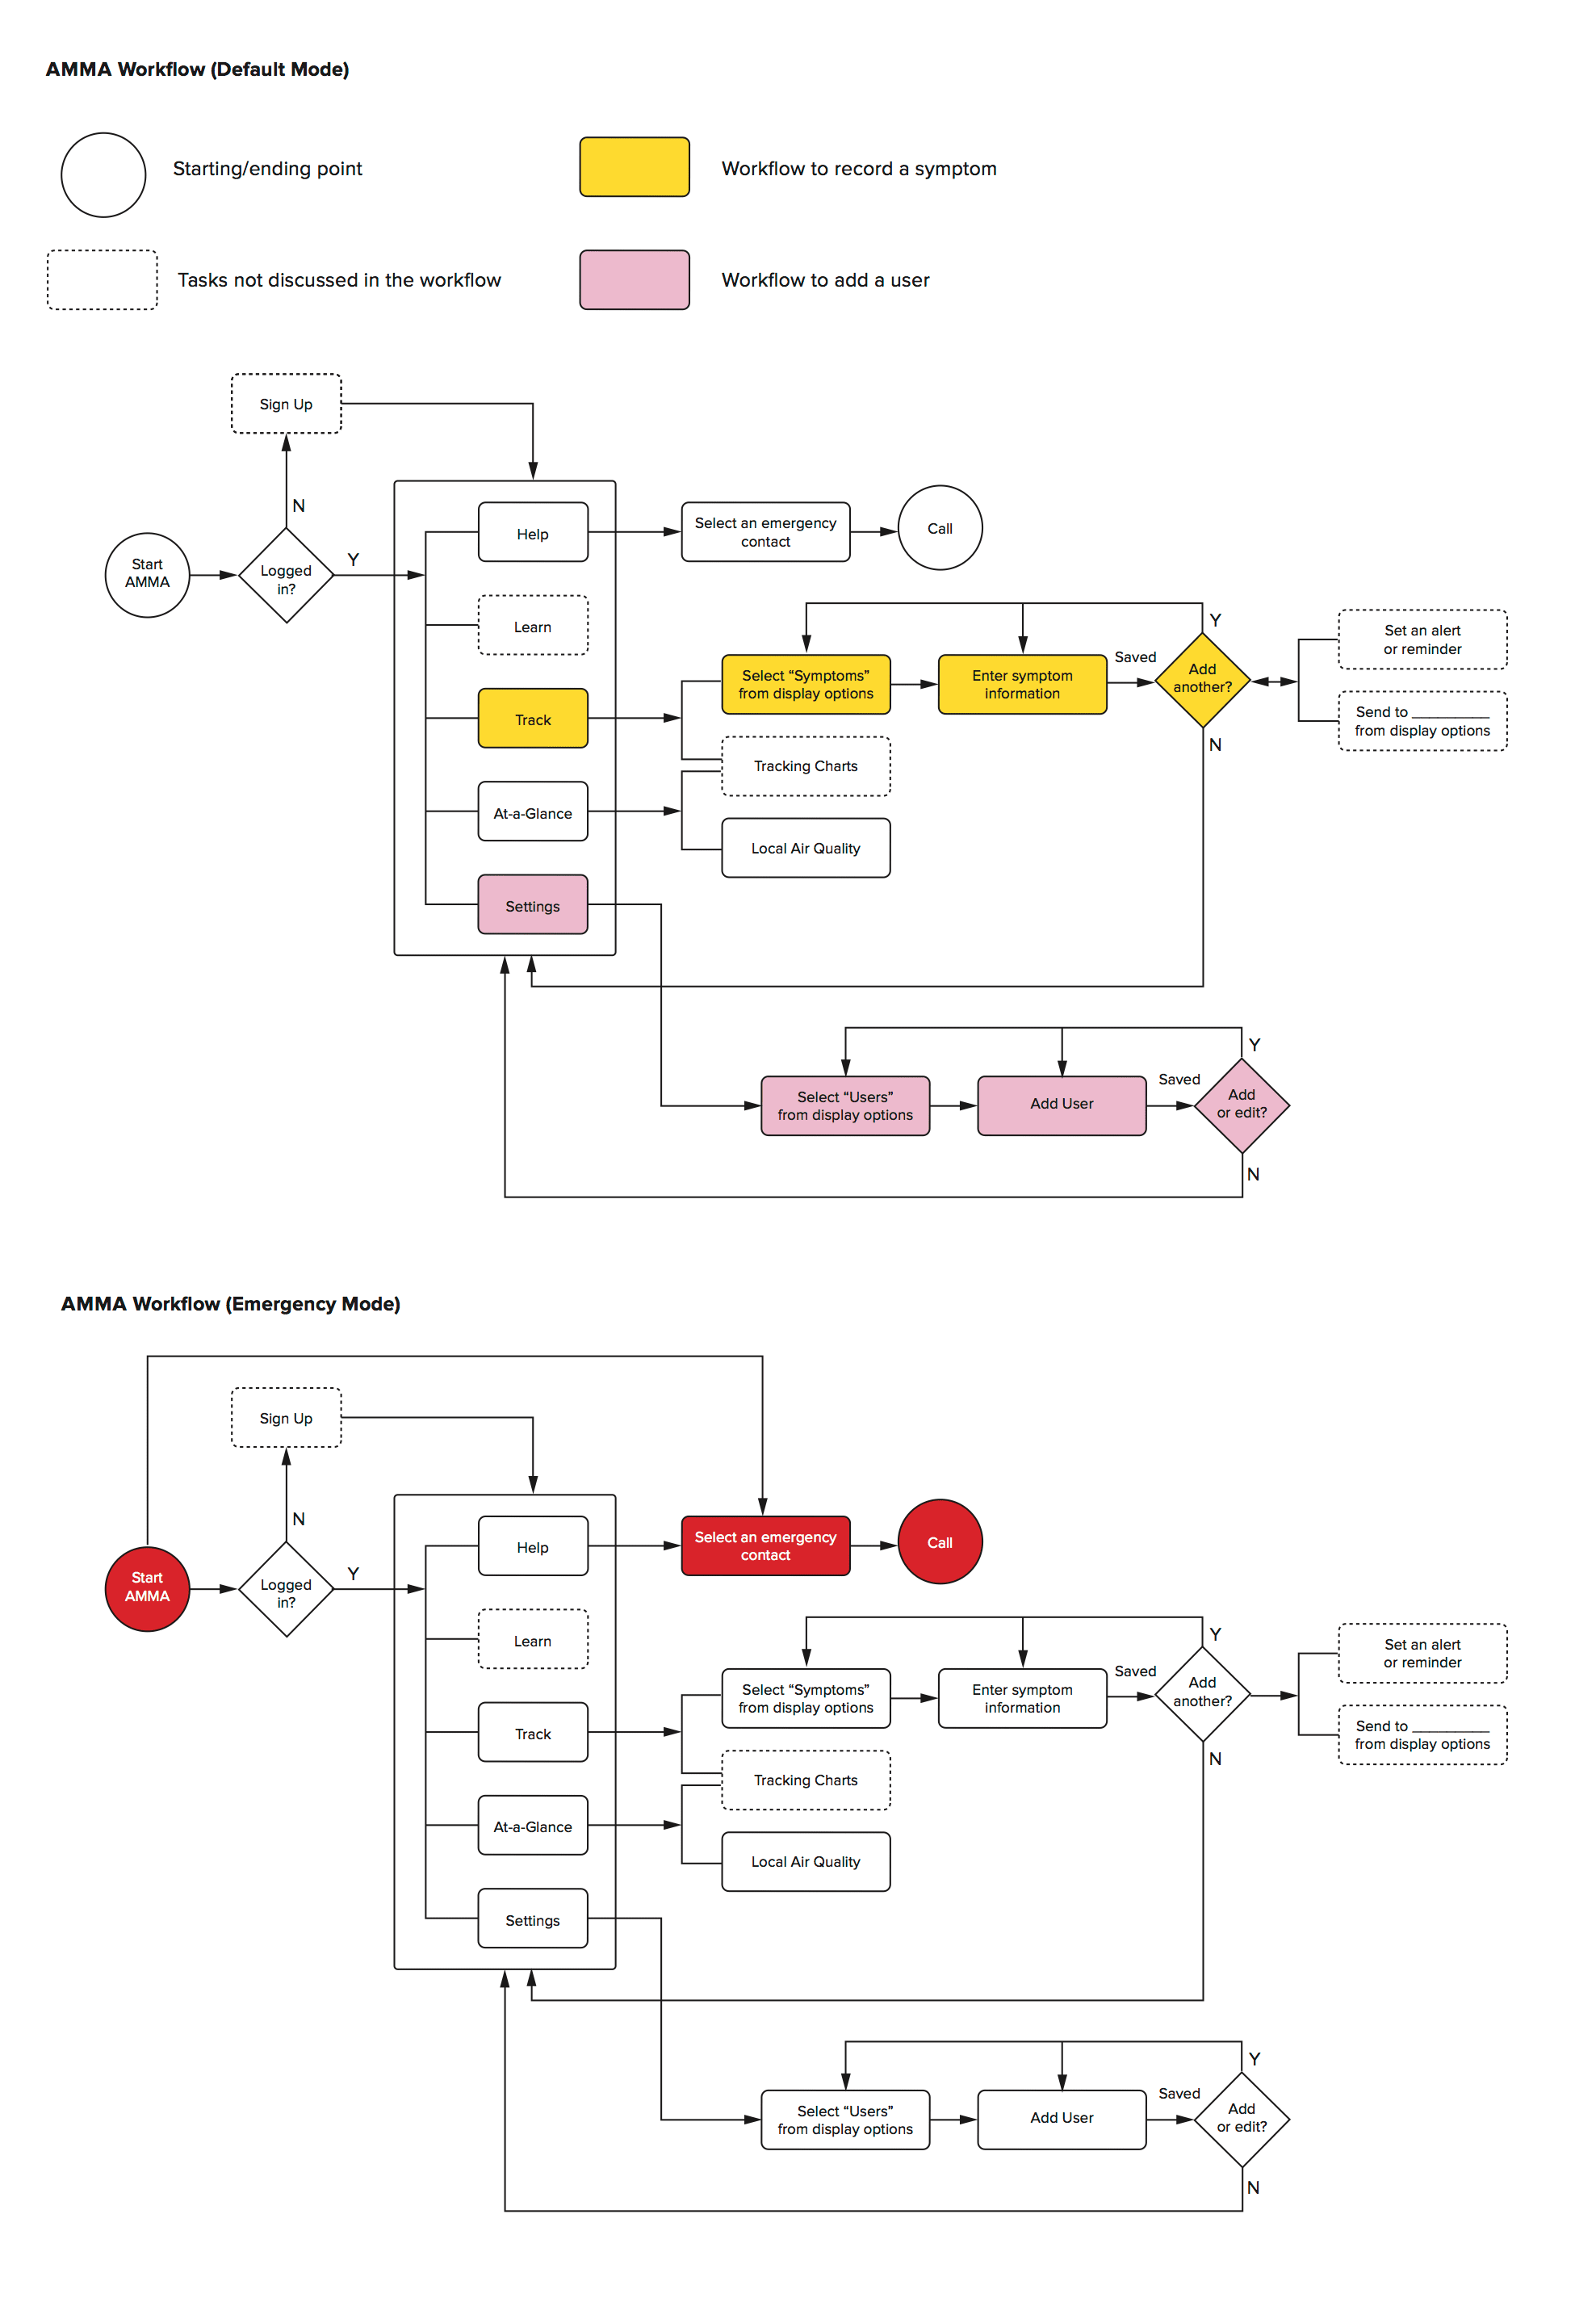 AMMA Workflow (Default Mode)
Starting/ending point
Workflow to record a symptom
Tasks not discussed in the workflow
Workflow to add a user
Sign Up
N
Start
AMMA
Logged
in?
Y
Help
Select an emergency
contact
Call
Learn
Track
Select “Symptoms”
from display options
Enter symptom
information
Saved
Add
another?
Y
N
Set an alert
or reminder
Send to __________
from display options
Tracking Charts
At-a-Glance
Local Air Quality
Settings
Select “Users”
from display options
Add User
Saved
Add
or edit?
Y
N
AMMA Workflow (Emergency Mode)
Sign Up
N
Start
AMMA
Logged
in?
Y
Help
Select an emergency
contact
Call
Learn
Track
Select “Symptoms”
from display options
Enter symptom
information
Saved
Add
another?
Y
N
Set an alert
or reminder
Send to __________
from display options
Tracking Charts
At-a-Glance
Local Air Quality
Settings
Select “Users”
from display options
Add User
Saved
Add
or edit?
Y
N